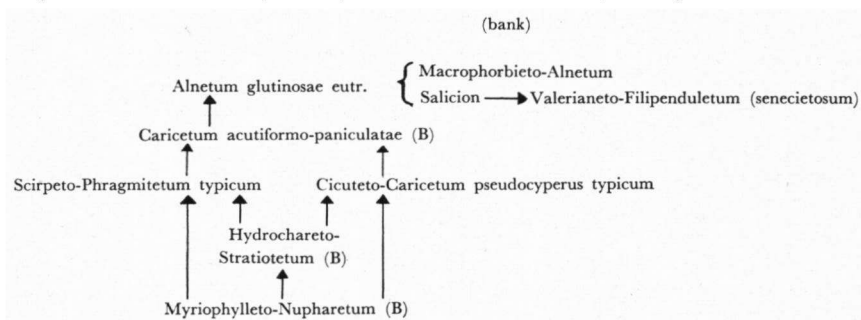 (bank)
Macrophorbieto-Alnetum
Alnetum glutinosae eutr.
Salicion Valerianeto-Filipenduletum (senecietosum)
Caricetum acutiformo-paniculatae (B)
Scirpeto-Phragmitetum typicum Cicuteto-Caricetum pseudocyperus typicum
Hydrochareto-
Stratiotetum (B)
Myriophylleto-Nupharetum (B)